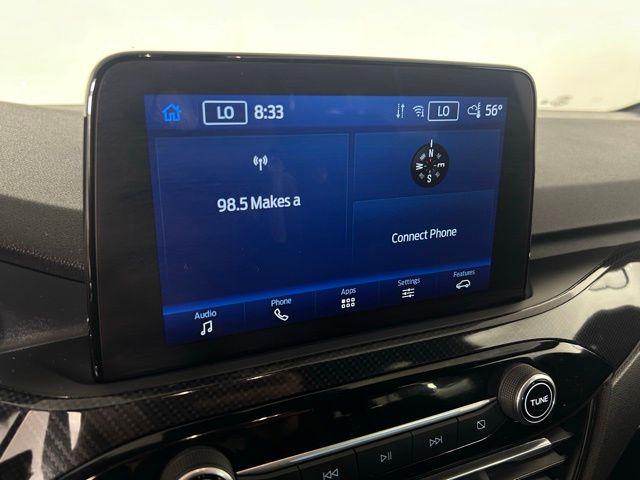 LO 8:33 LO 56°
98.5 Makes a
N
W E
S
Connect Phone
Audio Phone Apps Settings Features
TUNE